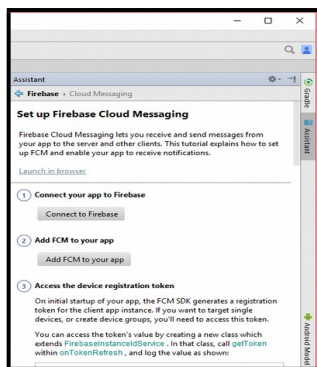 Assistant
Firebase › Cloud Messaging
Set up Firebase Cloud Messaging
Firebase Cloud Messaging lets you receive and send messages from
your app to the server and other clients. This tutorial explains how to set
up FCM and enable your app to receive notifications.
Launch in browser
1 Connect your app to Firebase
Connect to Firebase
2 Add FCM to your app
Add FCM to your app
3 Access the device registration token
On initial startup of your app, the FCM SDK generates a registration
token for the client app instance. If you want to target single
devices, or create device groups, you'll need to access this token.
You can access the token's value by creating a new class which
extends FirebaseInstanceIdService . In that class, call getToken
within onTokenRefresh , and log the value as shown:
Gradle
Assistant
Android Model